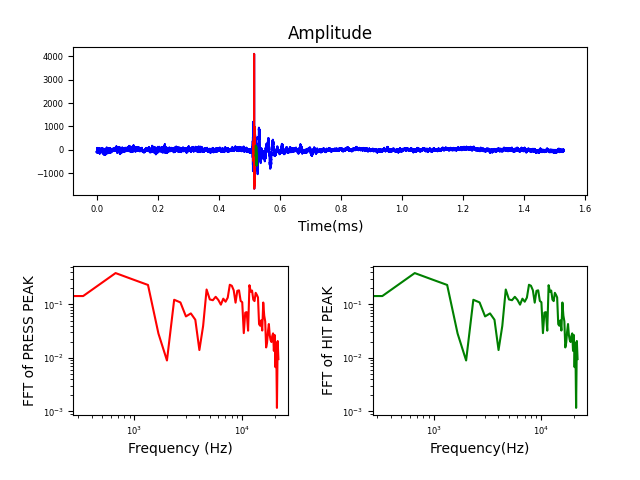 Amplitude
4000
3000
2000
1000
0
−1000
0.0 0.2 0.4 0.6 0.8 1.0 1.2 1.4 1.6
Time(ms)
FFT of PRESS PEAK
10⁻¹
10⁻²
10⁻³
10³ 10⁴
Frequency (Hz)
FFT of HIT PEAK
10⁻¹
10⁻²
10⁻³
10³ 10⁴
Frequency(Hz)